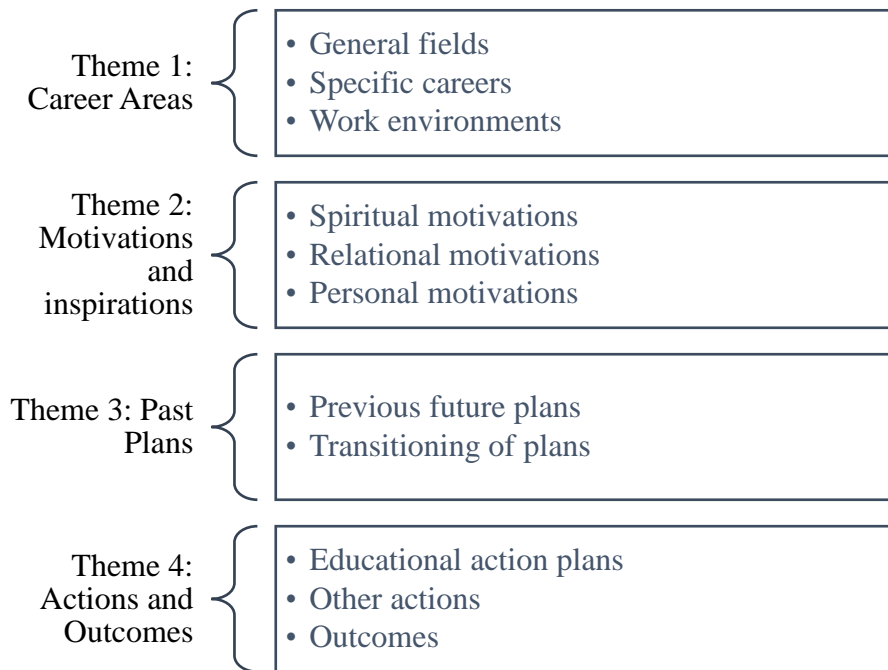 Theme 1:
Career Areas
• General fields
• Specific careers
• Work environments
Theme 2:
Motivations
and
inspirations
• Spiritual motivations
• Relational motivations
• Personal motivations
Theme 3: Past
Plans
• Previous future plans
• Transitioning of plans
Theme 4:
Actions and
Outcomes
• Educational action plans
• Other actions
• Outcomes